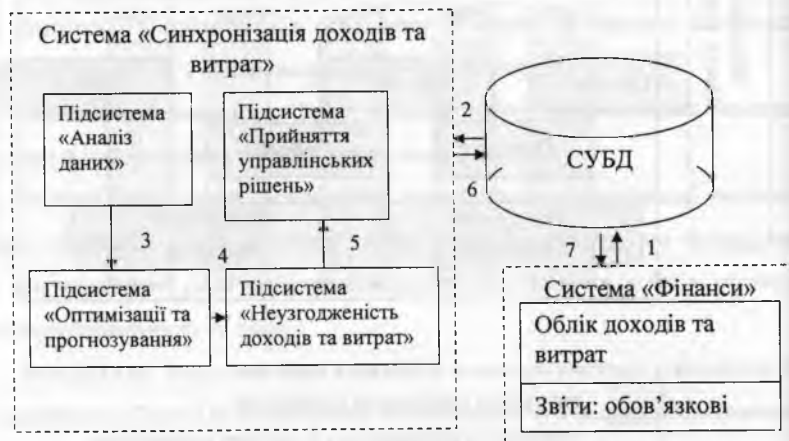 Система «Синхронізація доходів та
витрат»
Підсистема
«Аналіз
даних»
Підсистема
«Прийняття
управлінських
рішень»
3
4
5
Підсистема
«Оптимізації та
прогнозування»
Підсистема
«Неузгодженість
доходів та витрат»
2
6
СУБД
7
1
Система «Фінанси»
Облік доходів та
витрат
Звіти: обов’язкові